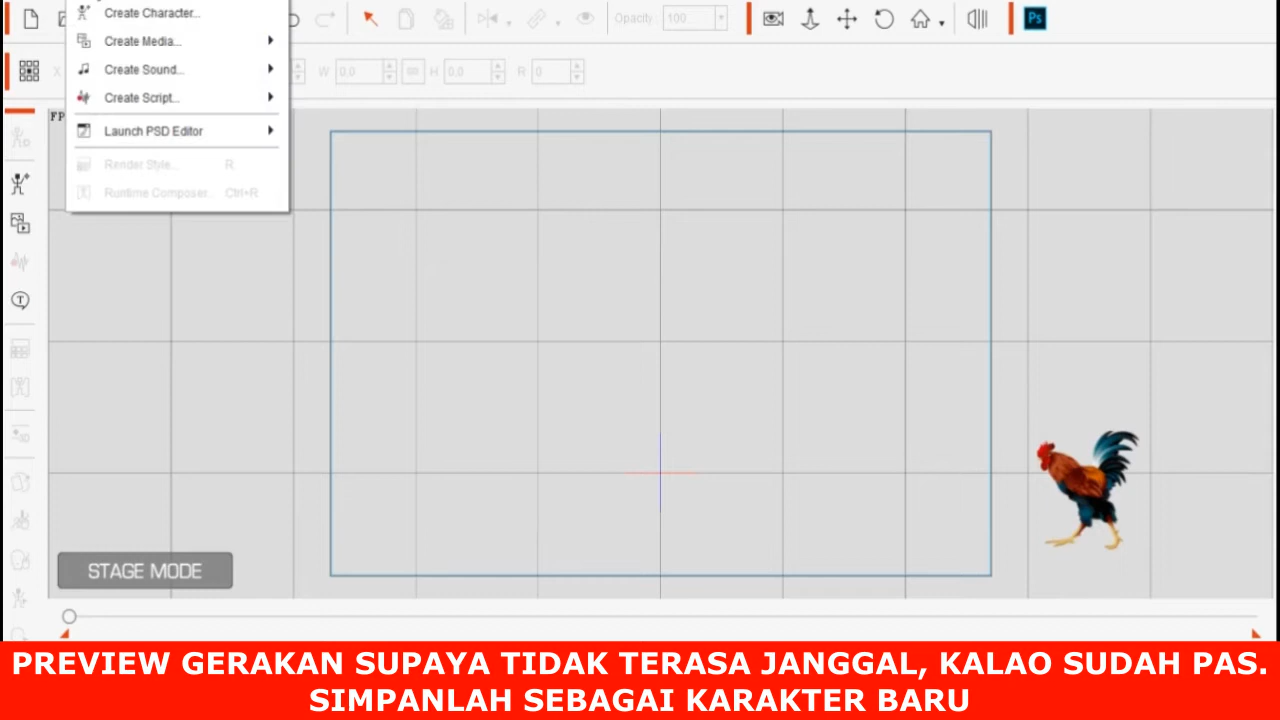 Create Character...
Opacity: 100
Ps
Create Media...
Create Sound...
X
W 0,0
H 0,0
R 0
Create Script...
FP
Launch PSD Editor
Render Style... R
Runtime Composer... Ctrl+R
STAGE MODE
PREVIEW GERAKAN SUPAYA TIDAK TERASA JANGGAL, KALAO SUDAH PAS.
SIMPANLAH SEBAGAI KARAKTER BARU